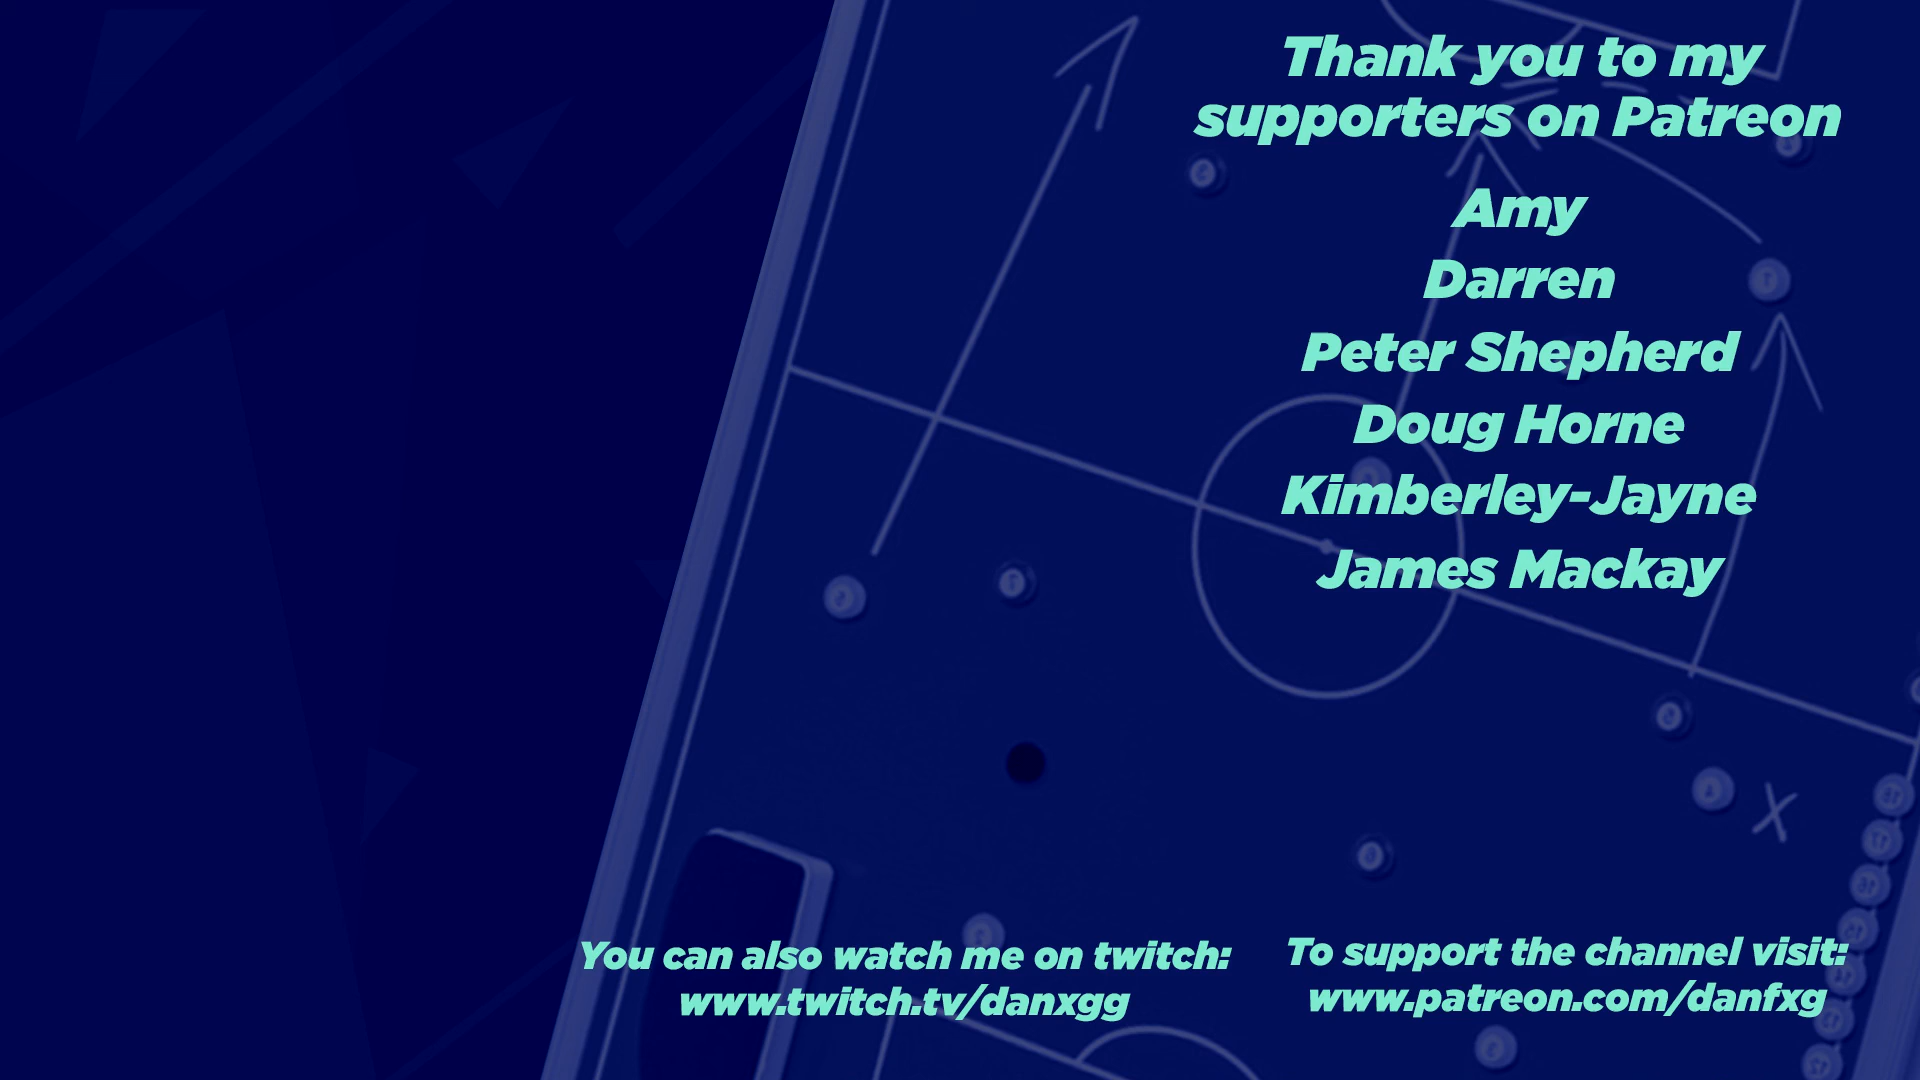 Thank you to my
supporters on Patreon
Amy
Darren
Peter Shepherd
Doug Horne
Kimberley-Jayne
James Mackay
You can also watch me on twitch:
www.twitch.tv/danxgg
To support the channel visit:
www.patreon.com/danfxg